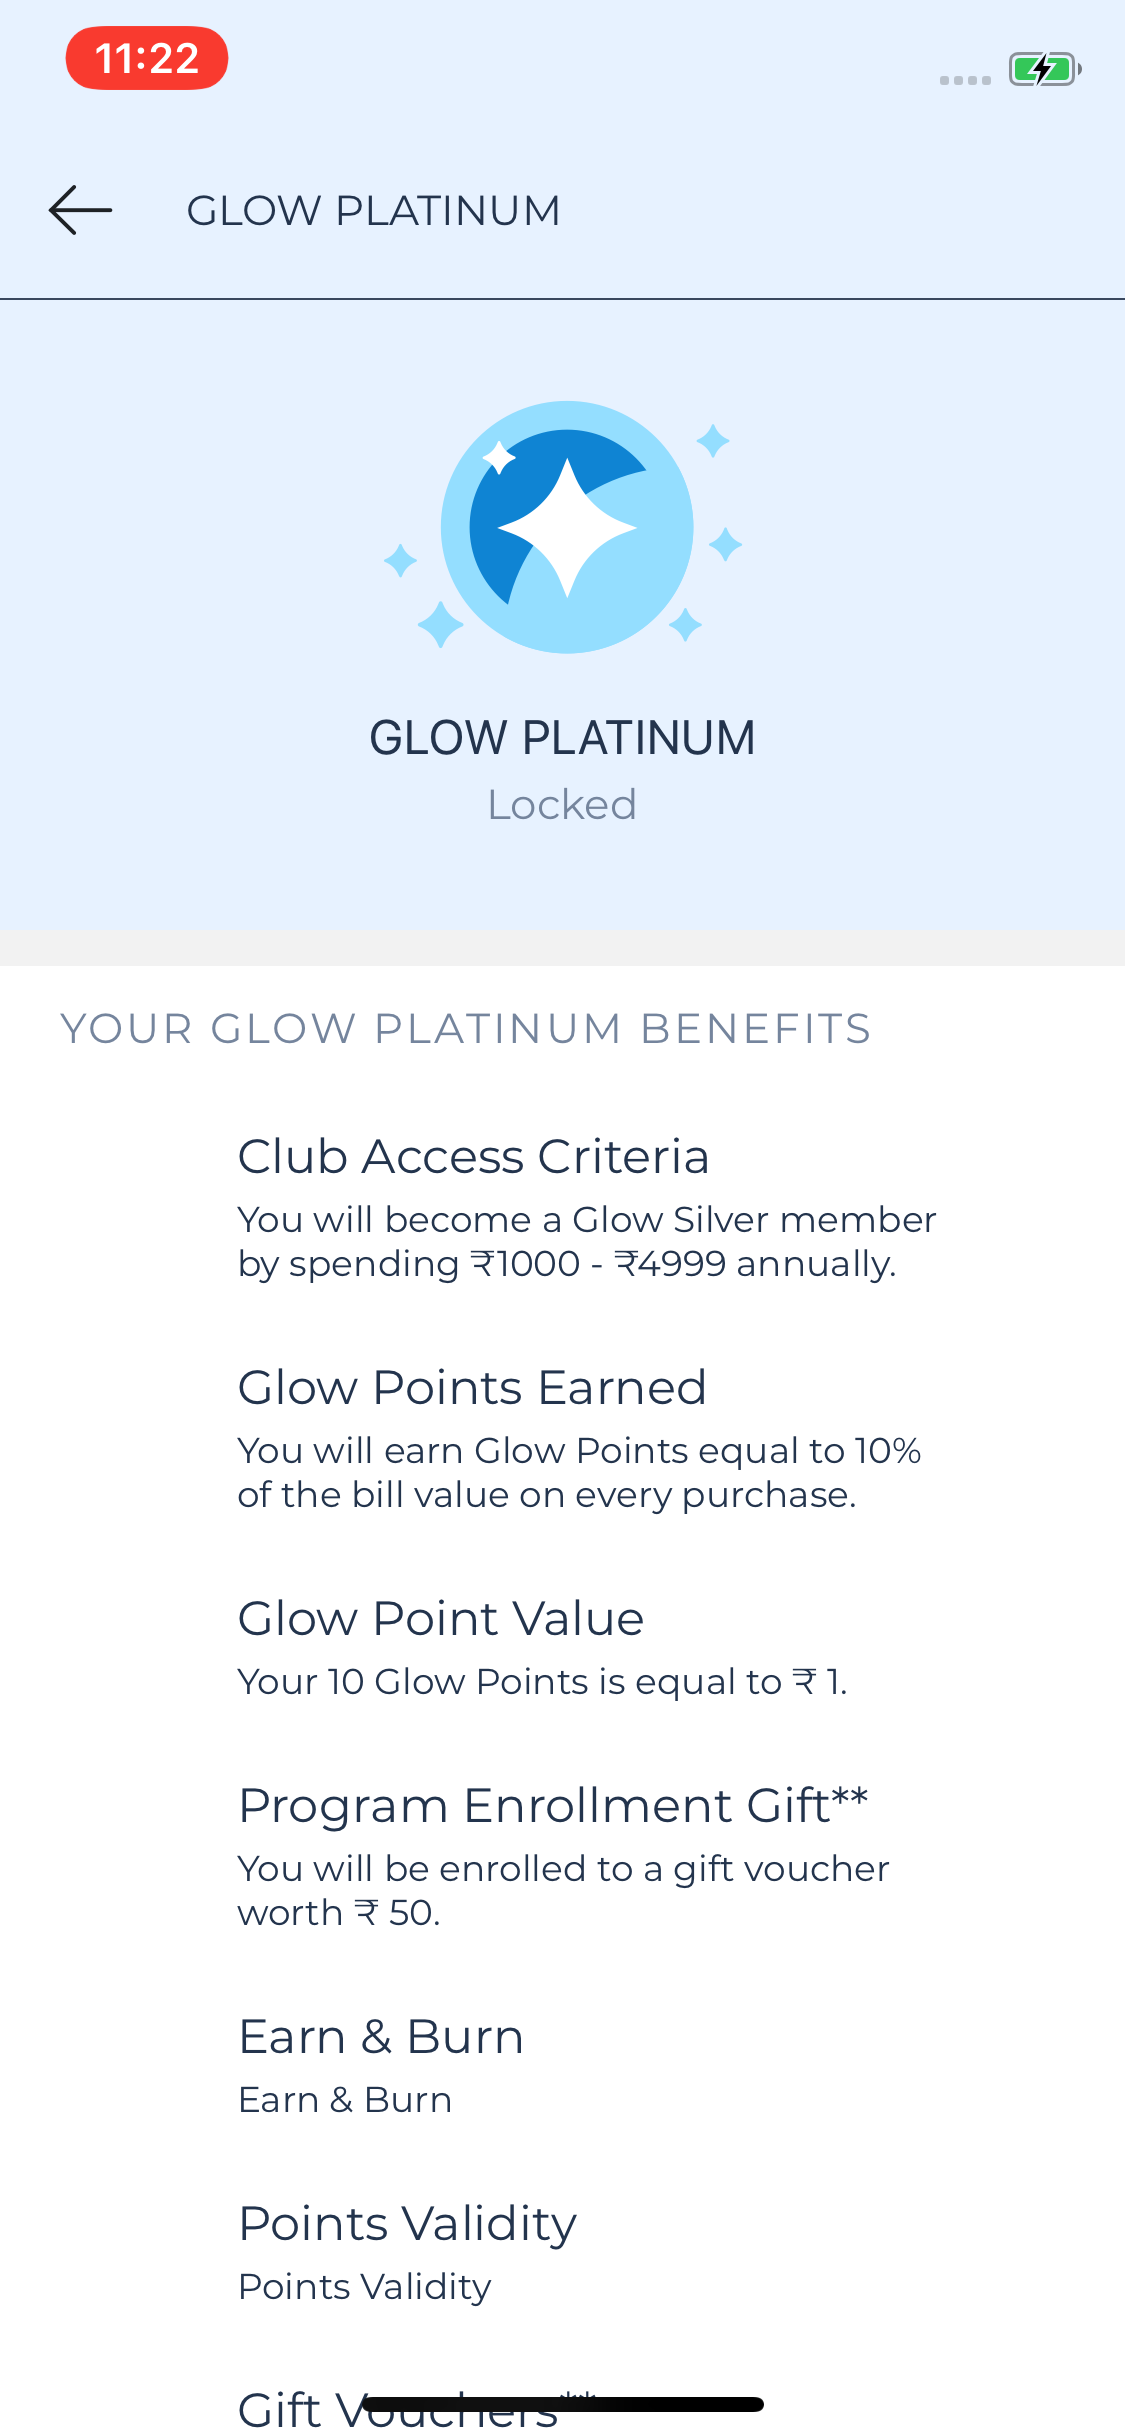 11:22
GLOW PLATINUM
GLOW PLATINUM
Locked
YOUR GLOW PLATINUM BENEFITS
Club Access Criteria
You will become a Glow Silver member
by spending ₹1000 - ₹4999 annually.
Glow Points Earned
You will earn Glow Points equal to 10%
of the bill value on every purchase.
Glow Point Value
Your 10 Glow Points is equal to ₹ 1.
Program Enrollment Gift**
You will be enrolled to a gift voucher
worth ₹ 50.
Earn & Burn
Earn & Burn
Points Validity
Points Validity
Gift Vouchers**